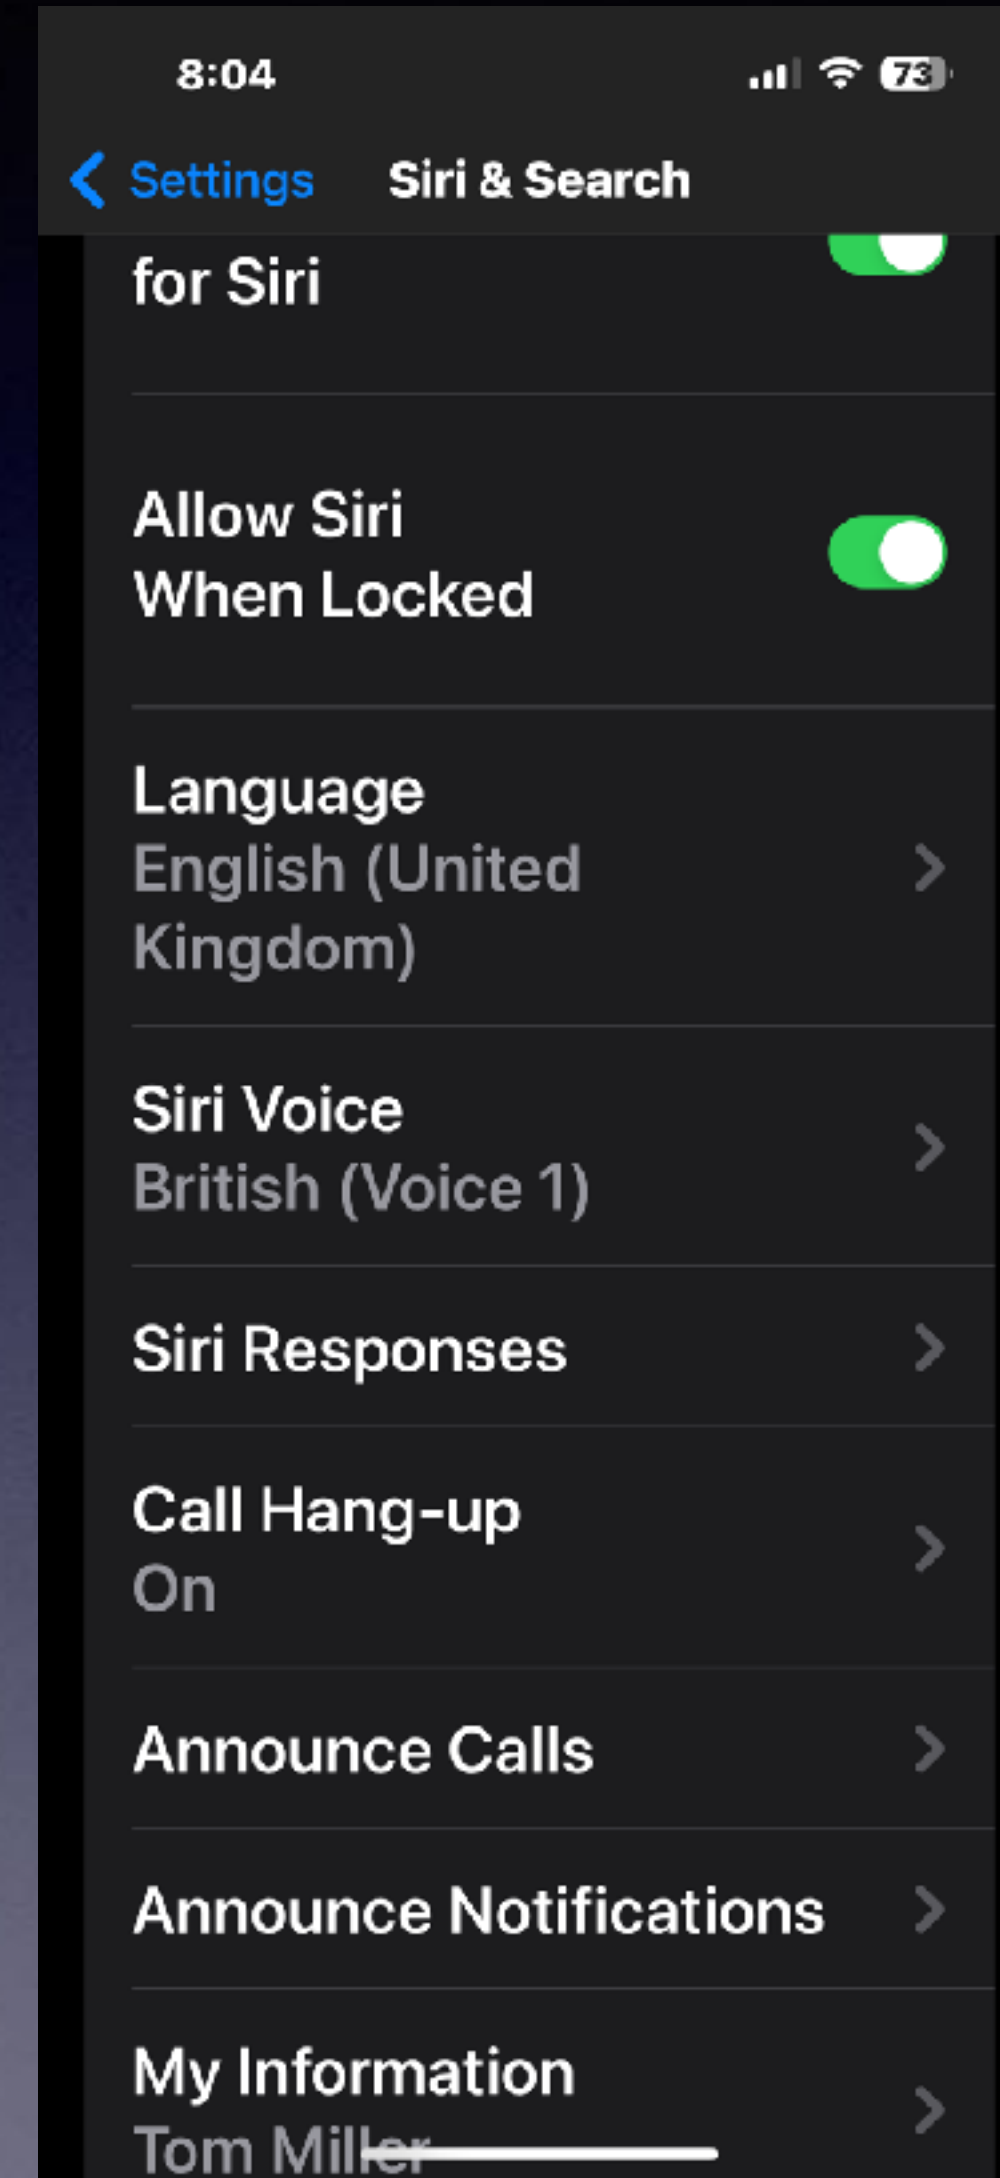 8:04
73
Settings
Siri & Search
for Siri
Allow Siri
When Locked
Language
English (United
Kingdom)
Siri Voice
British (Voice 1)
Siri Responses
Call Hang-up
On
Announce Calls
Announce Notifications
My Information
Tom Miller